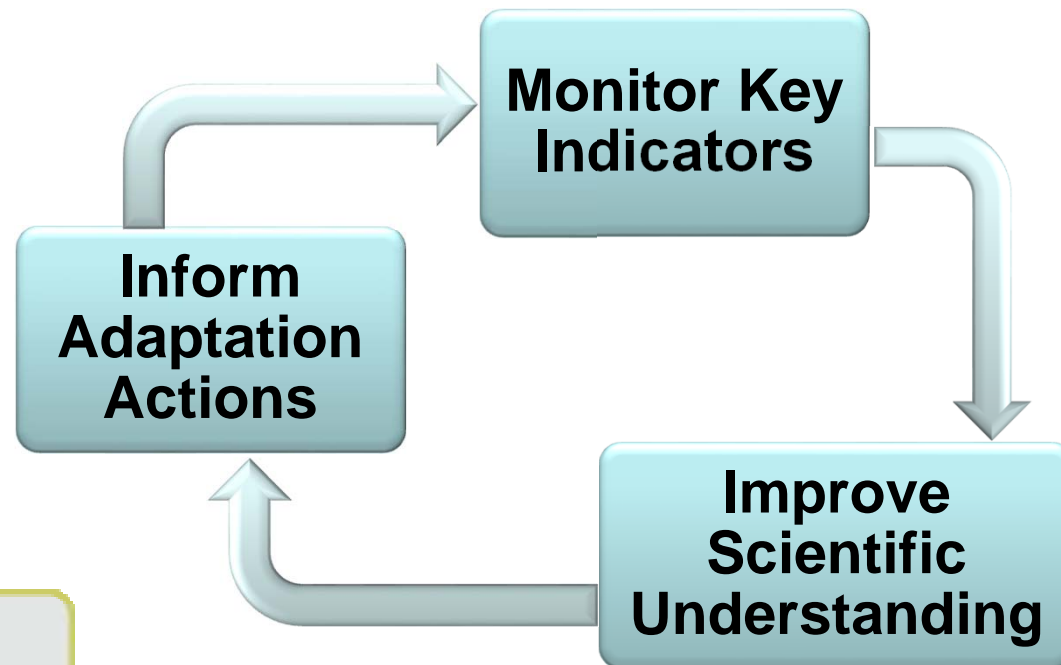 Monitor Key
Indicators
Inform
Adaptation
Actions
Improve
Scientific
Understanding